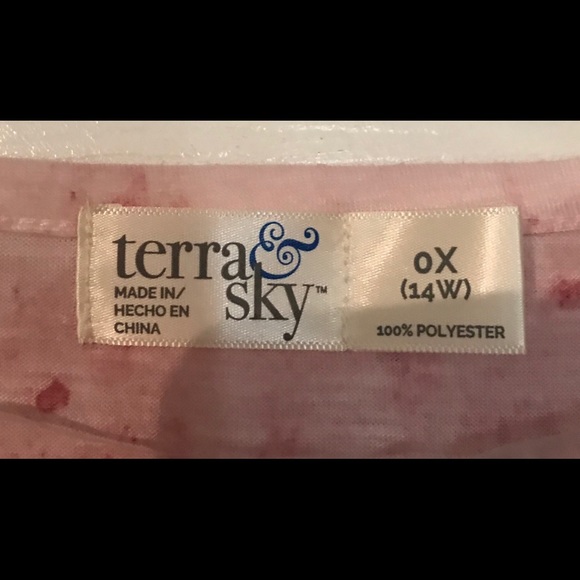 terra&
sky™
MADE IN/
HECHO EN
CHINA
0X
(14W)
100% POLYESTER